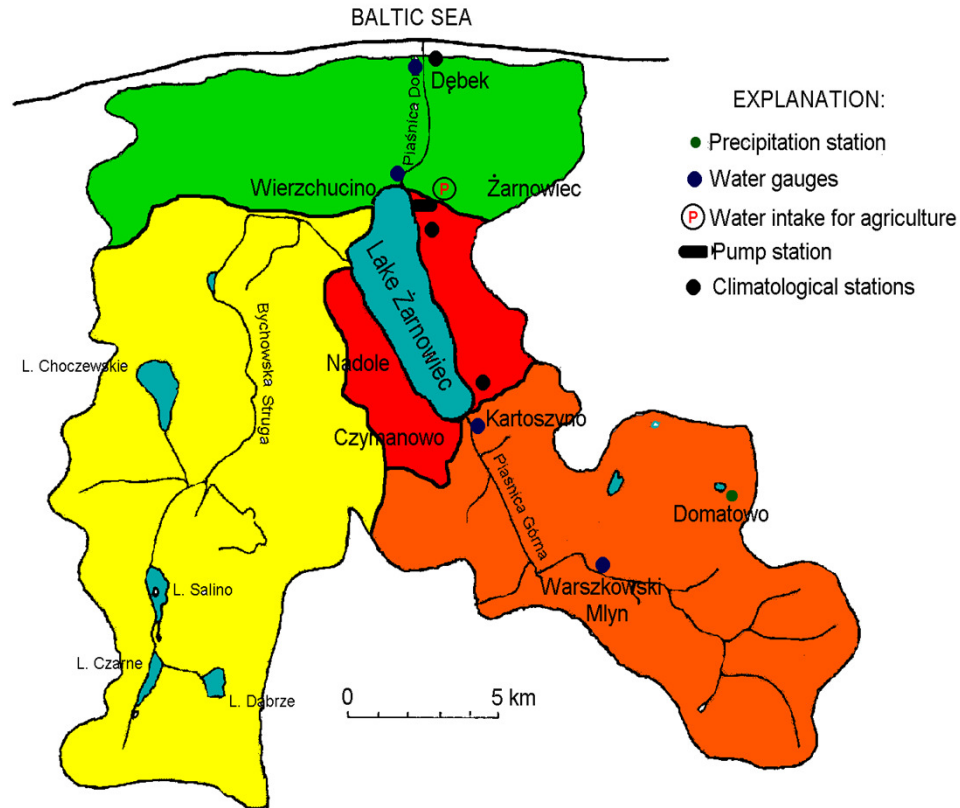 BALTIC SEA
Dębek
Piaśnica Dolna
EXPLANATION:
Precipitation station
Water gauges
P Water intake for agriculture
Pump station
Climatological stations
Wierzchucino
P
Żarnowiec
Lake Żarnowiec
Bychowska Struga
L. Choczewskie
Nadole
Czymanowo
Kartoszyno
Piaśnica Górna
Domatowo
Warszkowski
Mlyn
L. Salino
L. Czarne
L. Dąbrze
0 5 km